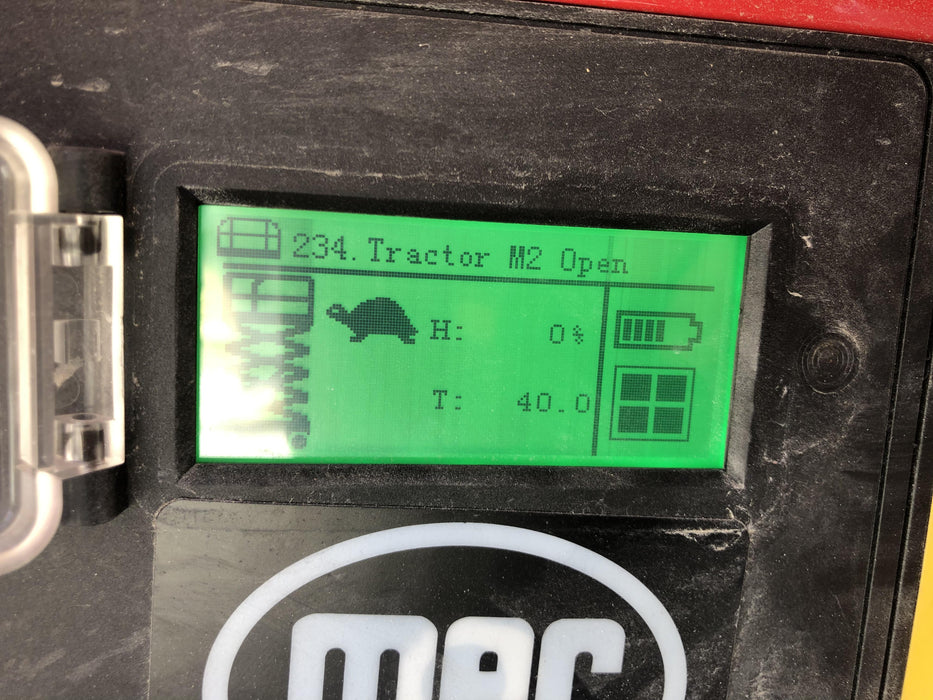 234.Tractor M2 Open
H: 0%
T: 40.0
mec